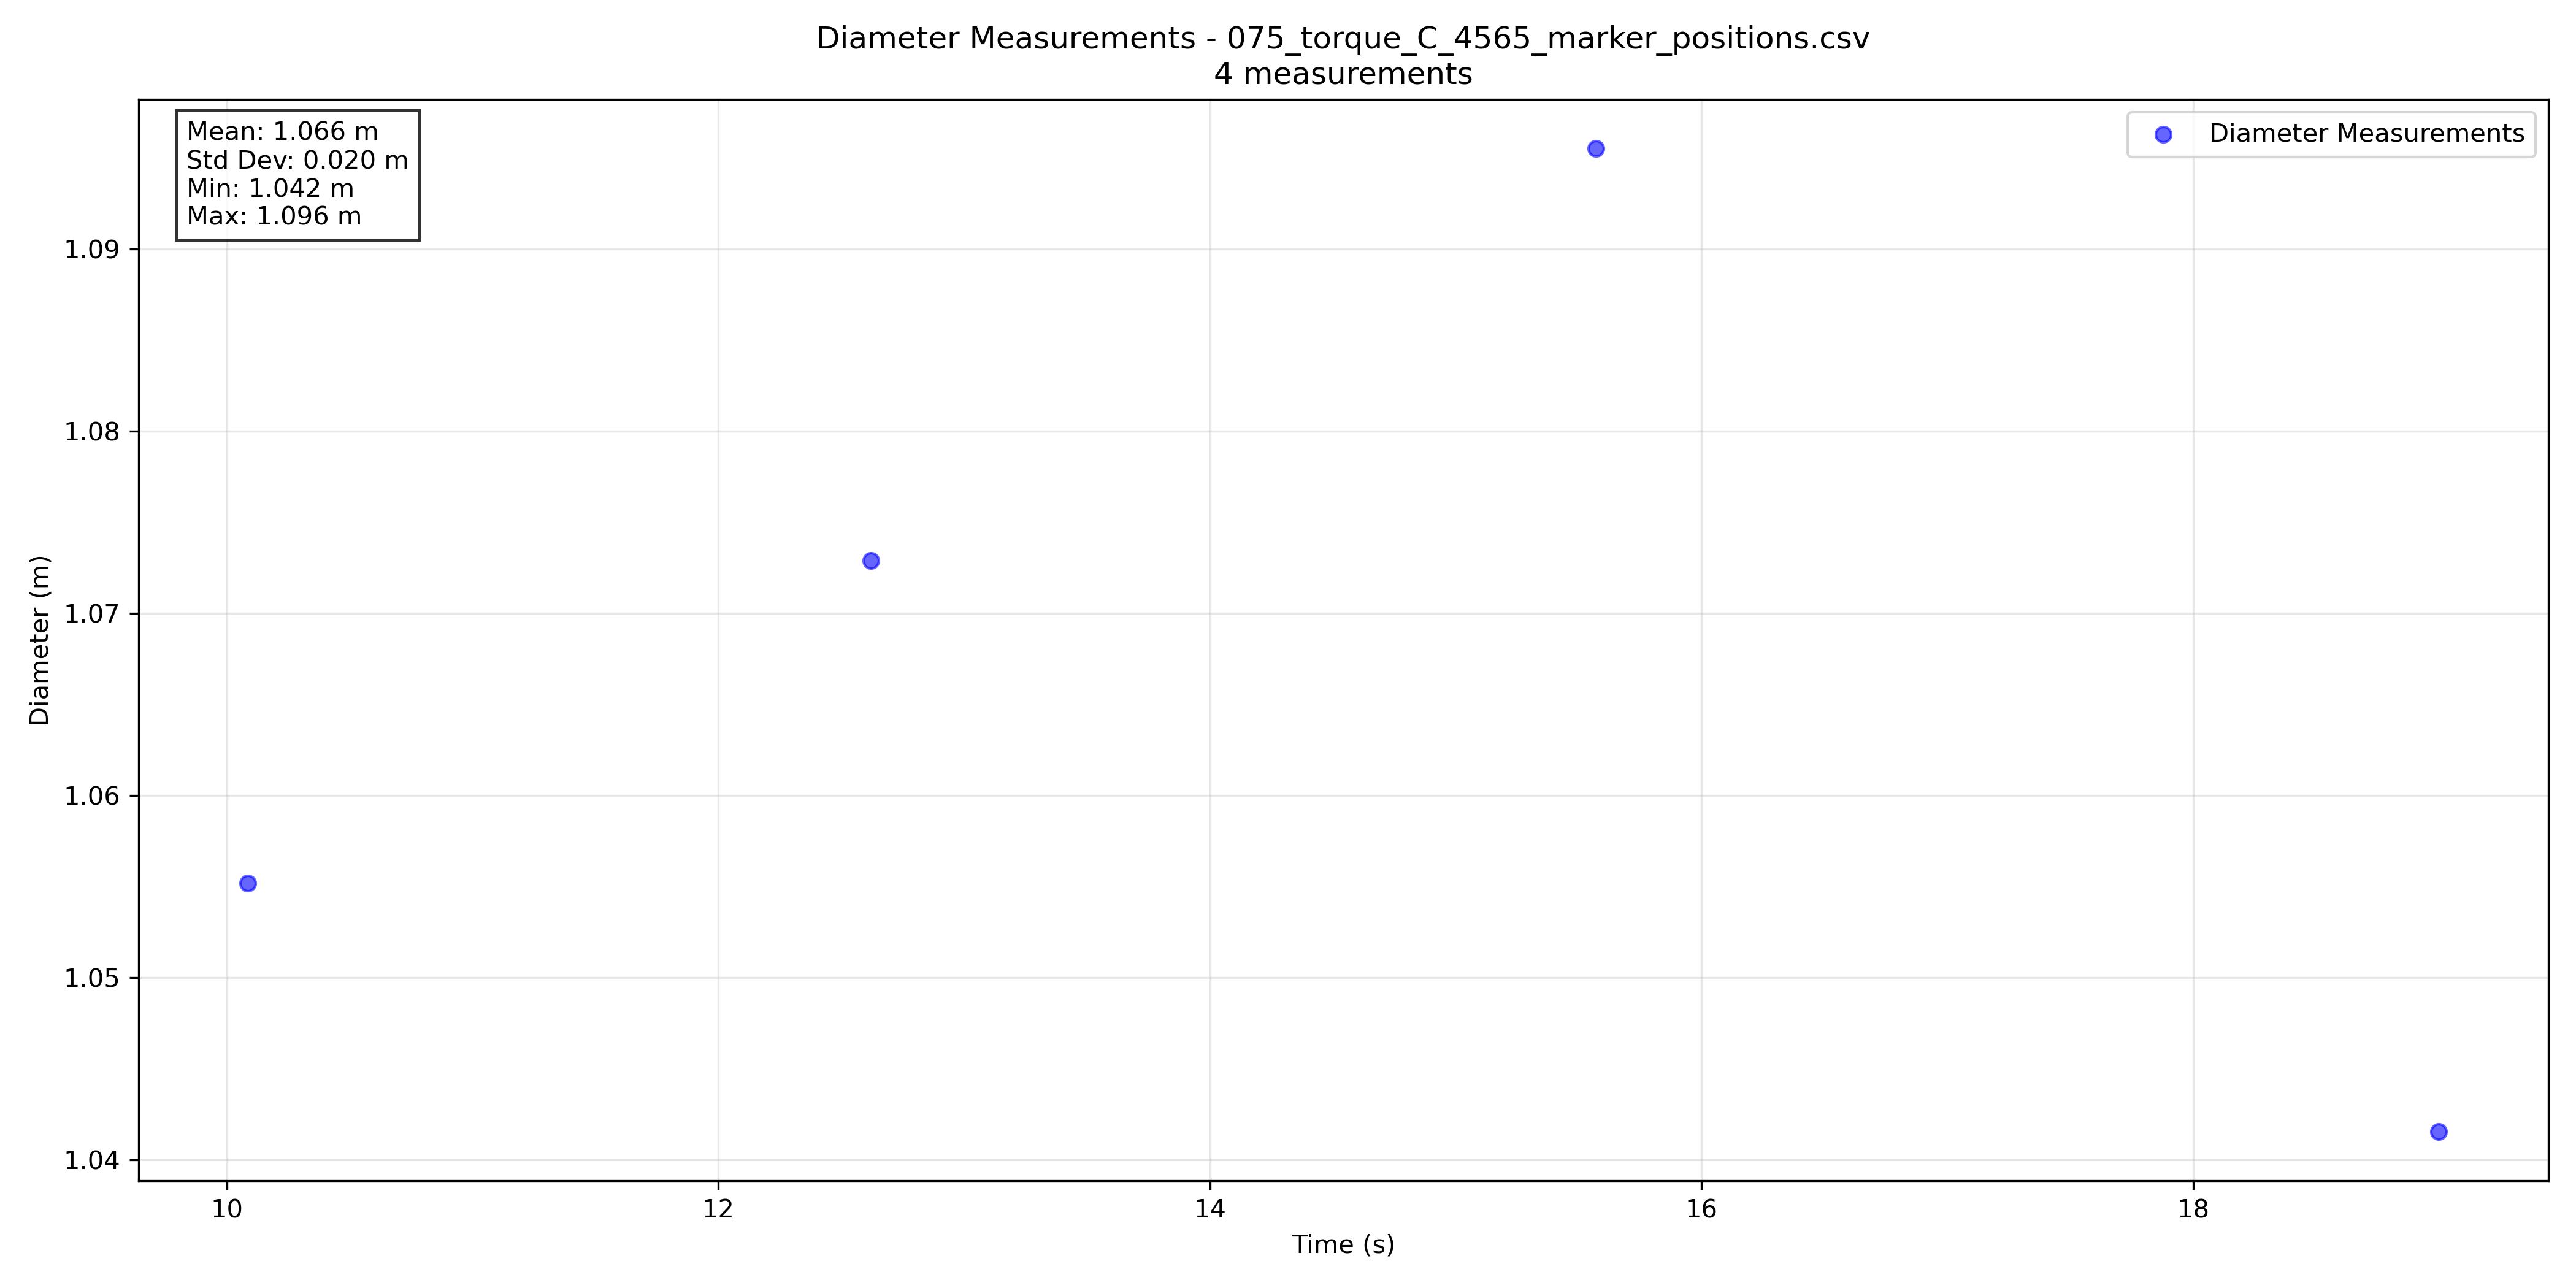 Diameter Measurements - 075_torque_C_4565_marker_positions.csv
4 measurements
Mean: 1.066 m
Std Dev: 0.020 m
Min: 1.042 m
Max: 1.096 m
Diameter Measurements
Diameter (m)
1.09
1.08
1.07
1.06
1.05
1.04
10 12 14 16 18
Time (s)